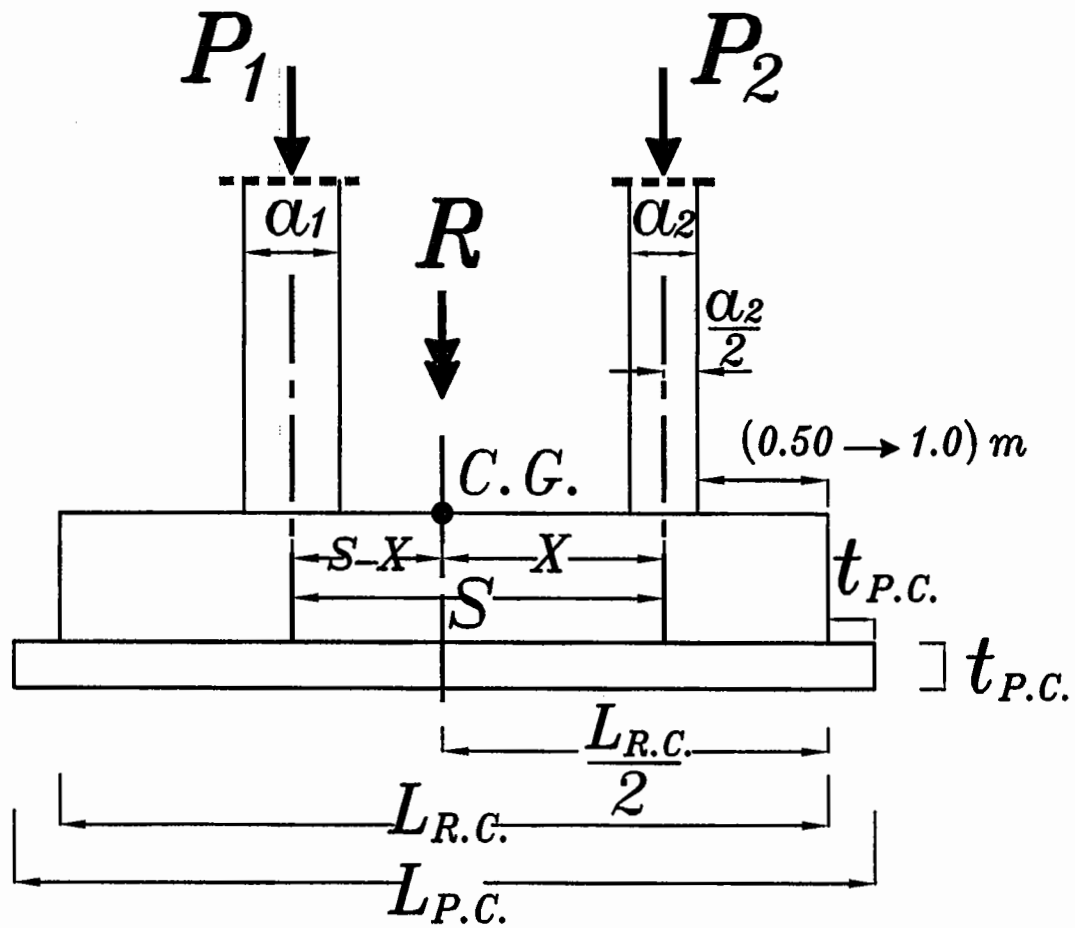 P1
P2
a1
R
a2
a2/2
(0.50 → 1.0) m
C.G.
S-X
X
tP.C.
S
tP.C.
LR.C./2
LR.C.
LP.C.